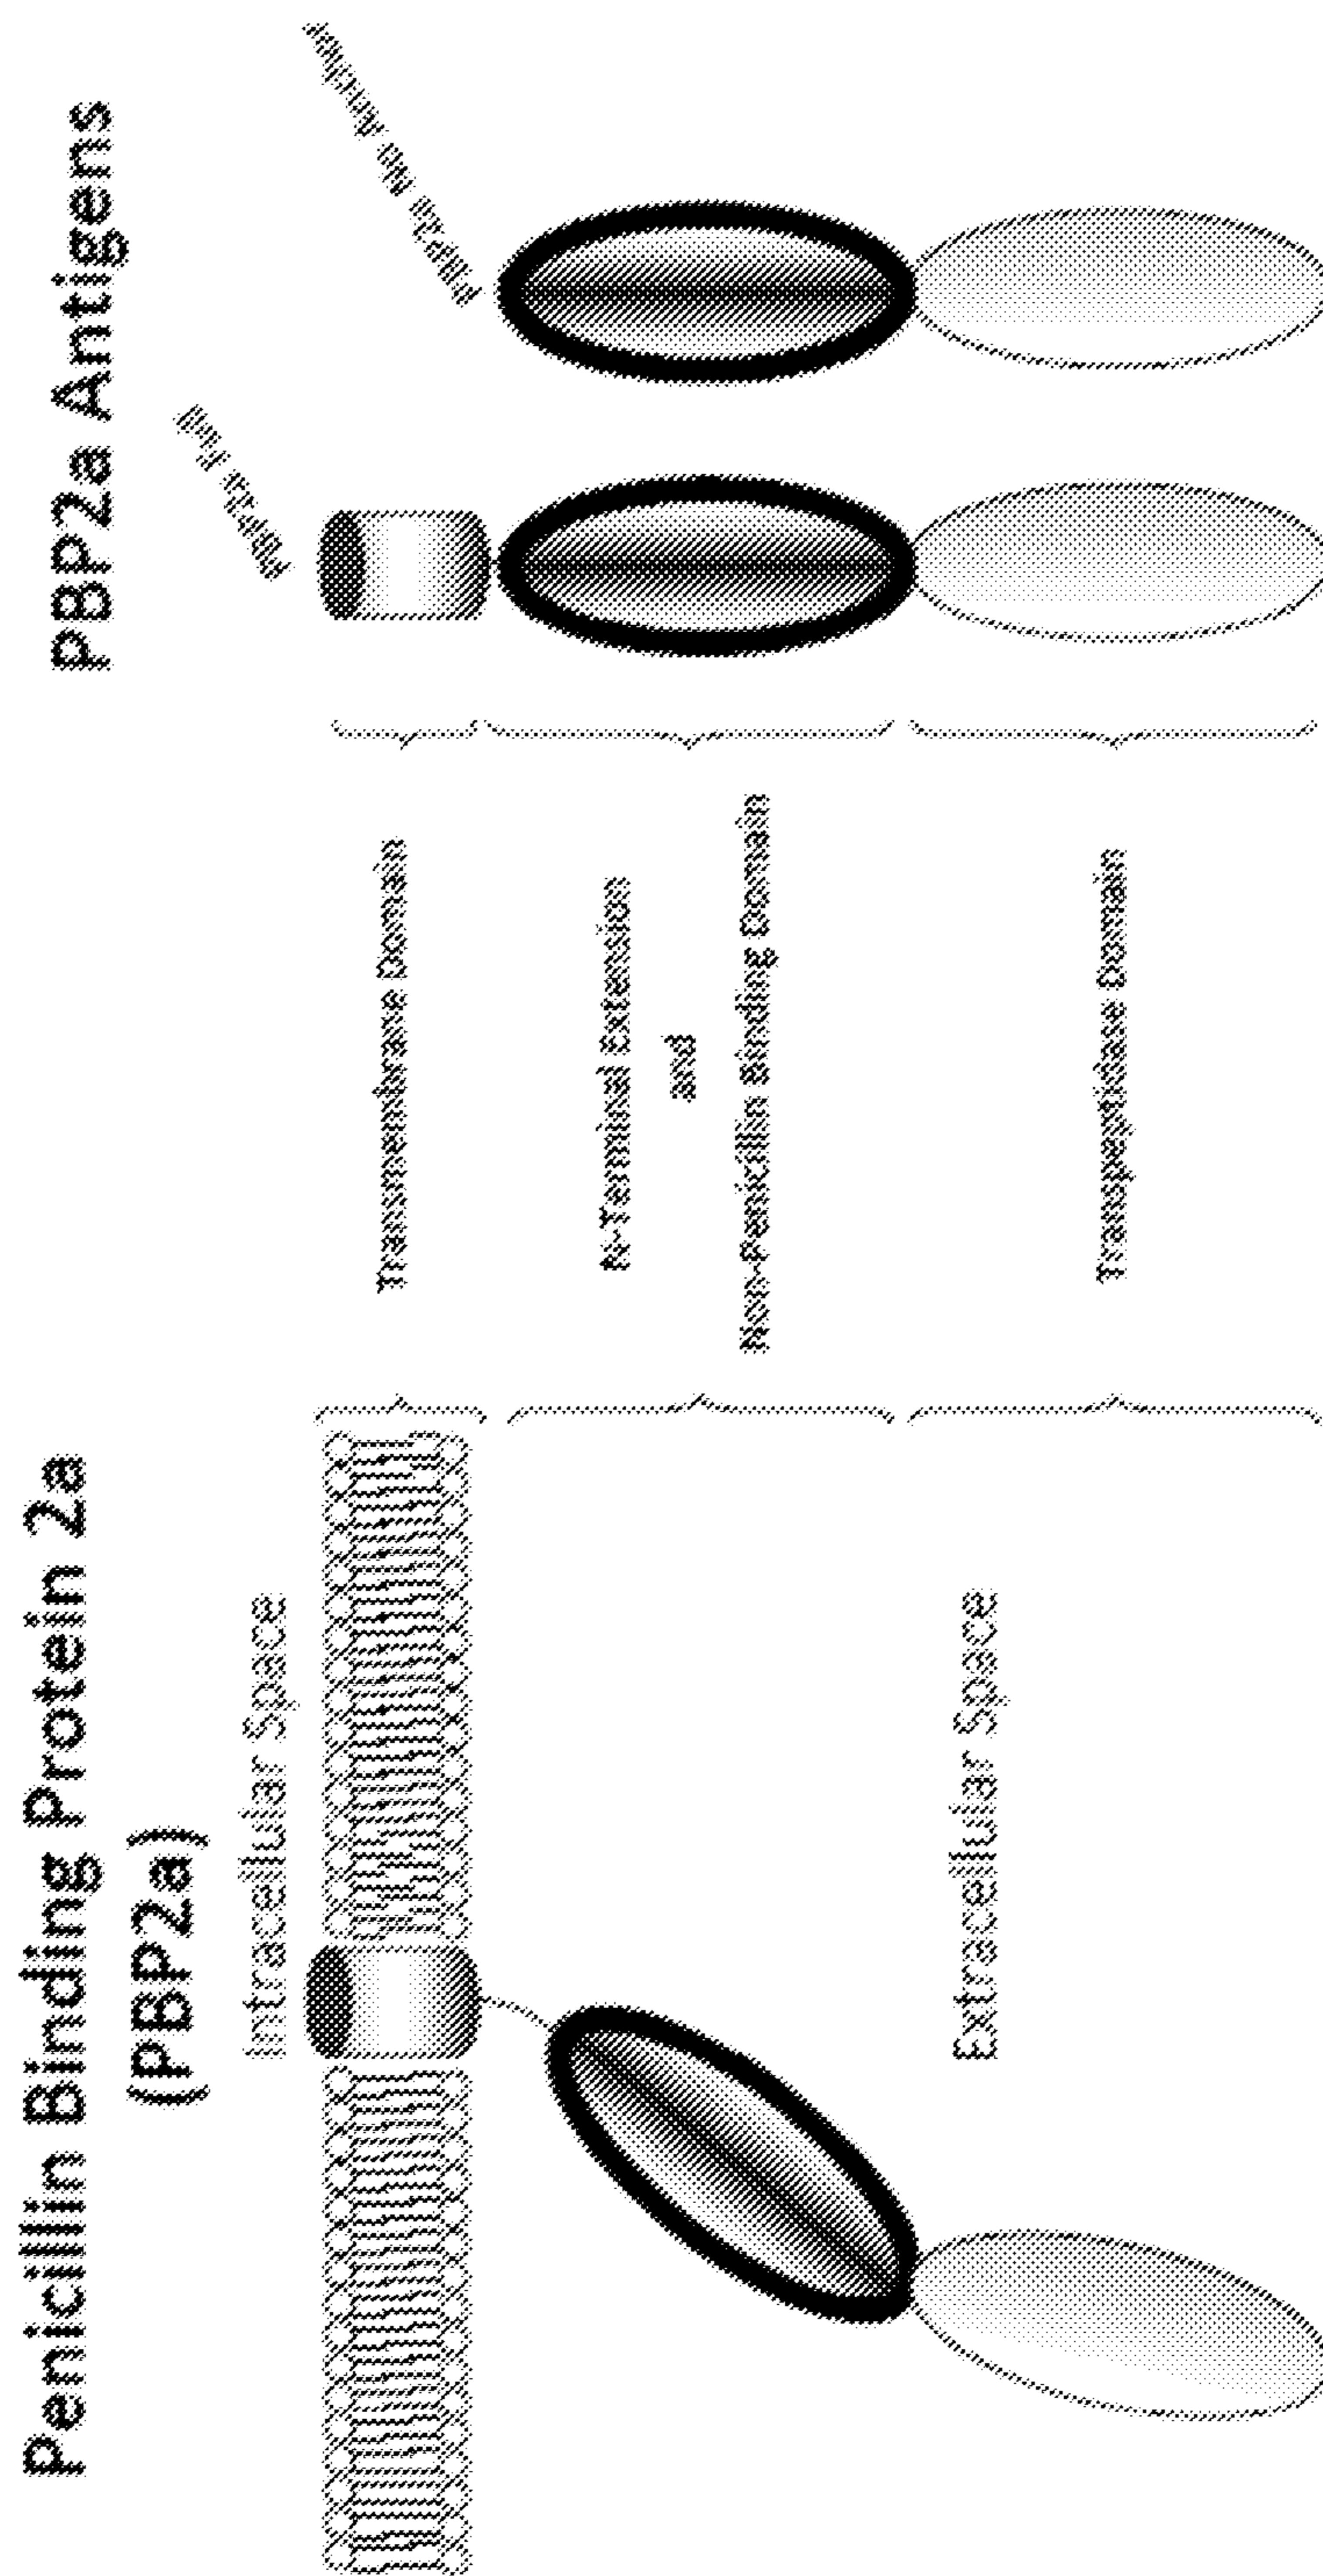 Penicillin Binding Protein 2a
(PBP2a)
Intracellular Space
Extracellular Space
Transmembrane Domain
N-Terminal Extension
and
Non-Penicillin Binding Domain
Transpeptidase Domain
PBP2a Antigens